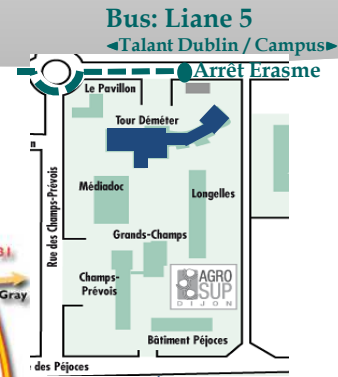 Bus: Liane 5
◄Talant Dublin / Campus►
Arrêt Erasme
Le Pavillon
Tour Déméter
Rue des Champs-Prévois
Médiadoc
Longelles
Grands-Champs
Champs-
Prévois
AGRO
SUP
DIJON
Gray
Bâtiment Péjoces
des Péjoces